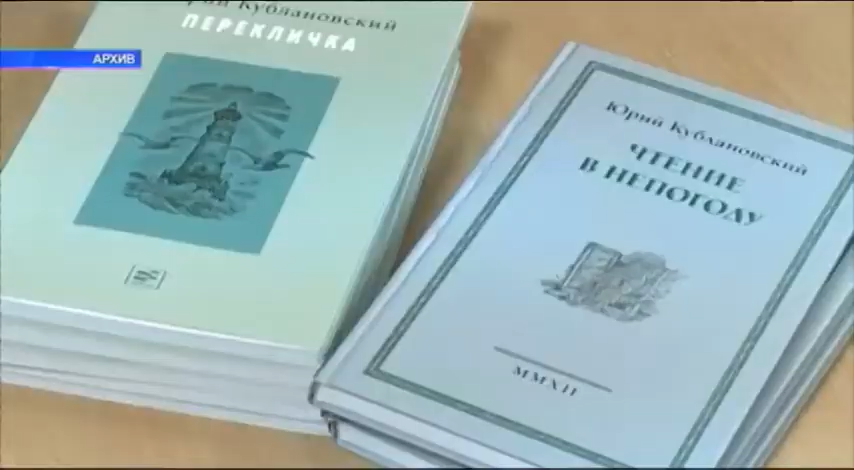 Юрий Кублановский
ПЕРЕКЛИЧКА
АРХИВ
Юрий Кублановский
ЧТЕНИЕ
В НЕПОГОДУ
MMXII